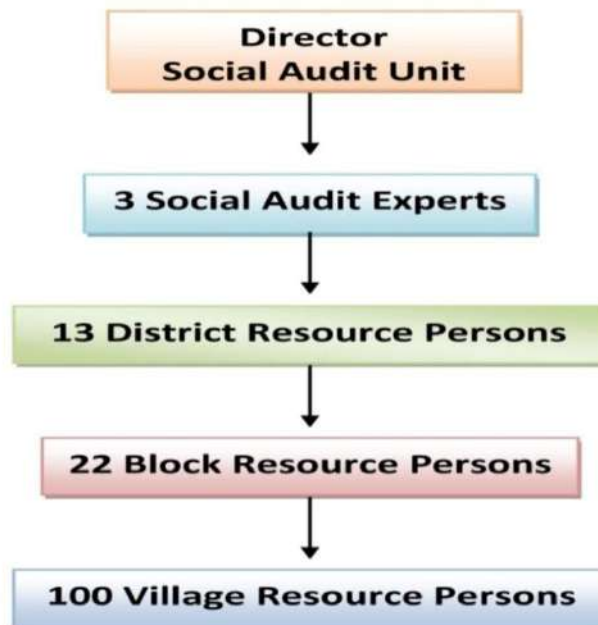 Director
Social Audit Unit
3 Social Audit Experts
13 District Resource Persons
22 Block Resource Persons
100 Village Resource Persons